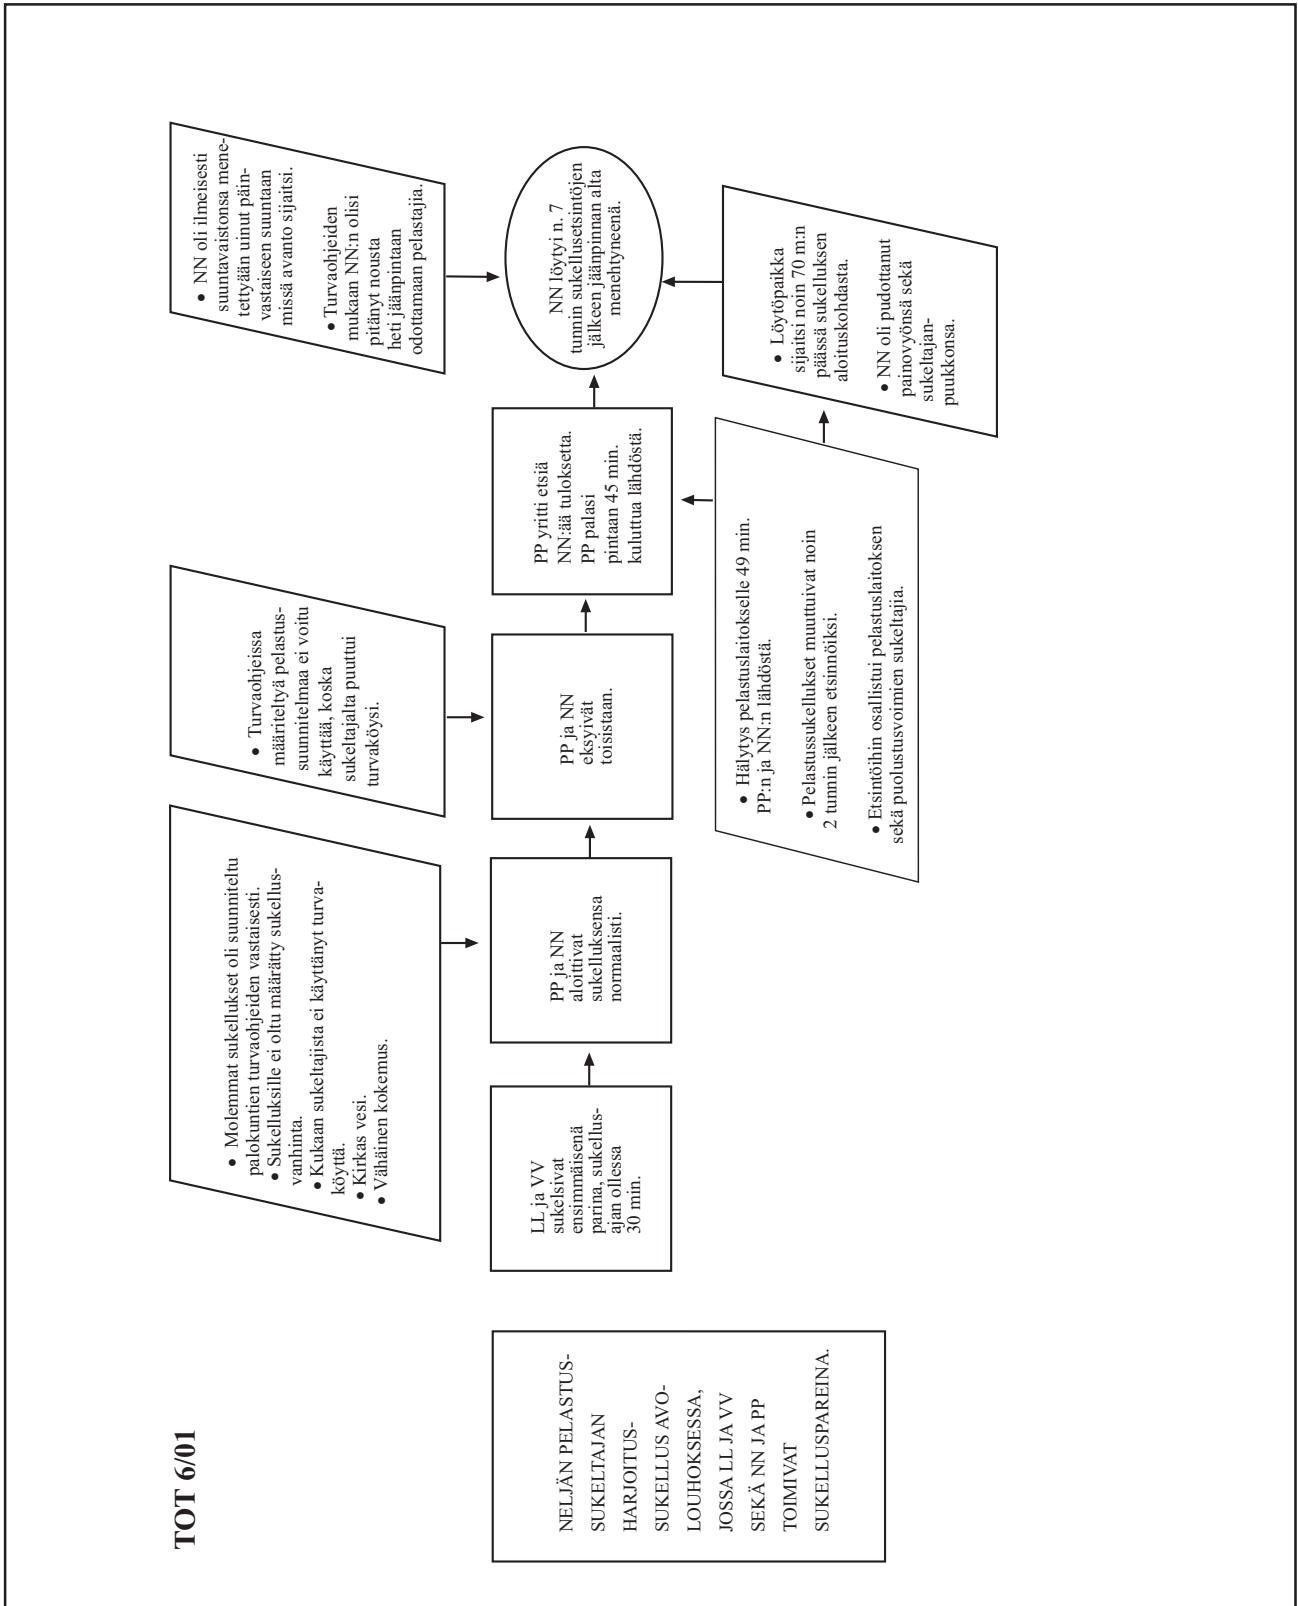 TOT 6/01
NELJÄN PELASTUS-
SUKELTAJAN
HARJOITUS-
SUKELLUS AVO-
LOUHOKSESSA,
JOSSA LL JA VV
SEKÄ NN JA PP
TOIMIVAT
SUKELLUSPAREINA.
LL ja VV
sukelsivat
ensimmäisenä
parina, sukellus-
ajan ollessa
30 min.
• Molemmat sukellukset oli suunniteltu
palokuntien turvaohjeiden vastaisesti.
• Sukelluksille ei oltu määrätty sukellus-
vanhinta.
• Kukaan sukeltajista ei käyttänyt turva-
köyttä.
• Kirkas vesi.
• Vähäinen kokemus.
PP ja NN
aloittivat
sukelluksensa
normaalisti.
• Turvaohjeissa
määriteltyä pelastus-
suunnitelmaa ei voitu
käyttää, koska
sukeltajalta puuttui
turvaköysi.
PP ja NN
eksyivät
toisistaan.
PP yritti etsiä
NN:ää tuloksetta.
PP palasi
pintaan 45 min.
kuluttua lähdöstä.
• Hälytys pelastuslaitokselle 49 min.
PP:n ja NN:n lähdöstä.
• Pelastussukellukset muuttuivat noin
2 tunnin jälkeen etsinnöiksi.
• Etsintöihin osallistui pelastuslaitoksen
sekä puolustusvoimien sukeltajia.
• NN oli ilmeisesti
suuntavaistonsa mene-
tettyään uinut päin-
vastaiseen suuntaan
missä avanto sijaitsi.
• Turvaohjeiden
mukaan NN:n olisi
pitänyt nousta
heti jäänpintaan
odottamaan pelastajia.
NN löytyi n. 7
tunnin sukellusetsintöjen
jälkeen jäänpinnan alta
menehtyneenä.
• Löytöpaikka
sijaitsi noin 70 m:n
päässä sukelluksen
aloituskohdasta.
• NN oli pudottanut
painovyönsä sekä
sukeltajan-
puukkonsa.